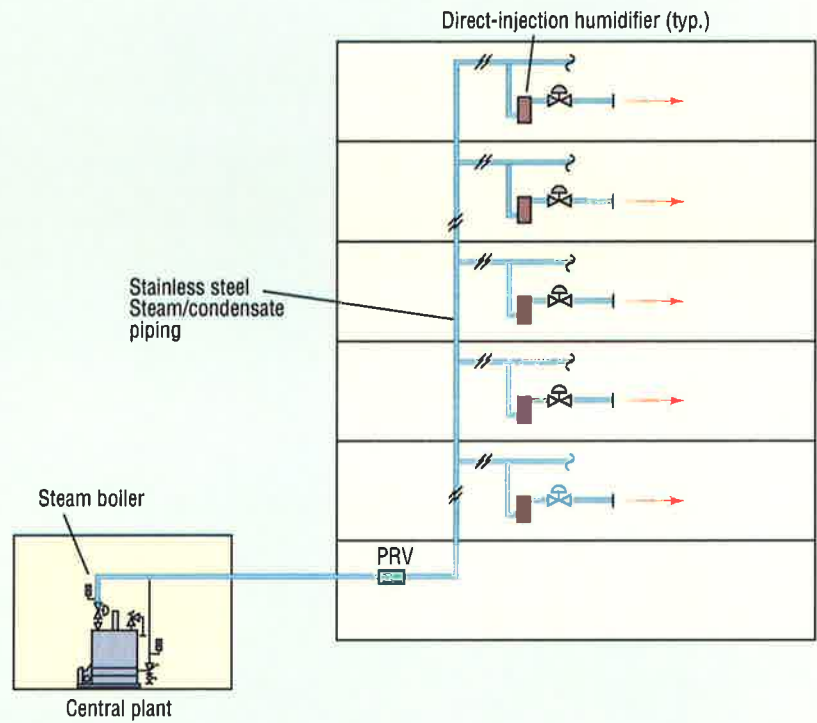 Direct-injection humidifier (typ.)
Stainless steel
Steam/condensate
piping
Steam boiler
PRV
Central plant